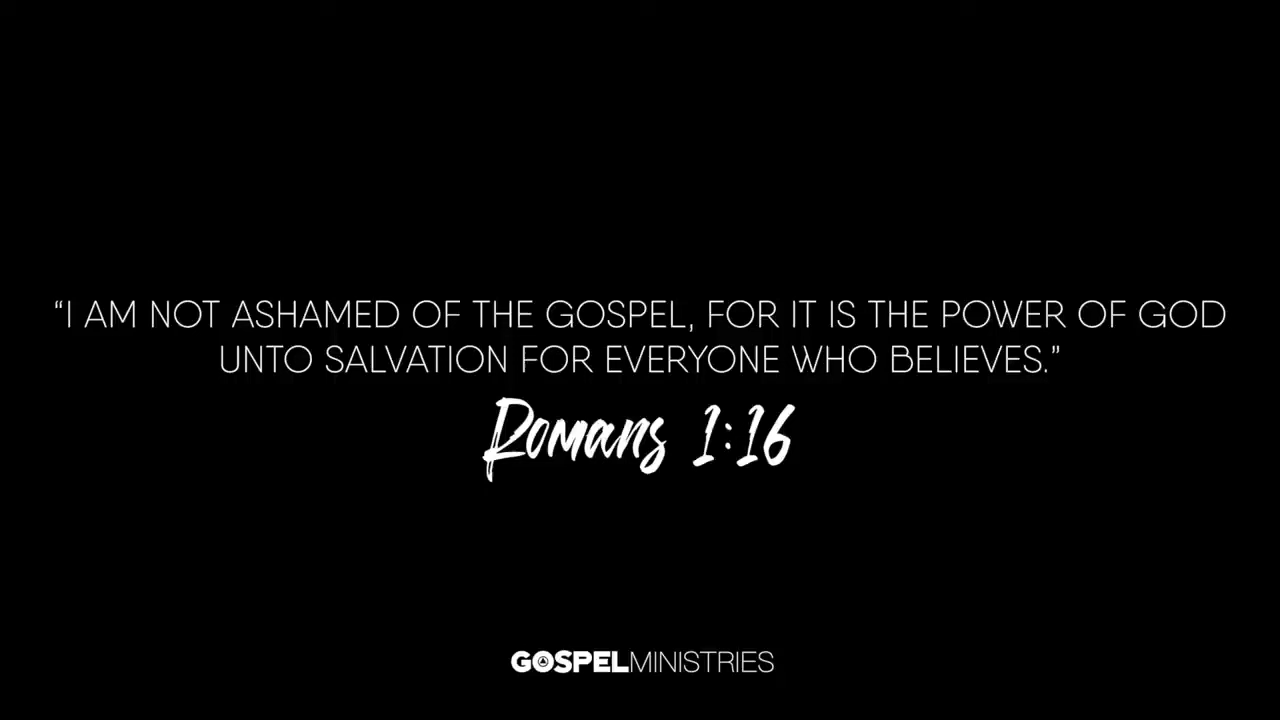 “I AM NOT ASHAMED OF THE GOSPEL, FOR IT IS THE POWER OF GOD
UNTO SALVATION FOR EVERYONE WHO BELIEVES.”
Romans 1:16
GOSPELMINISTRIES